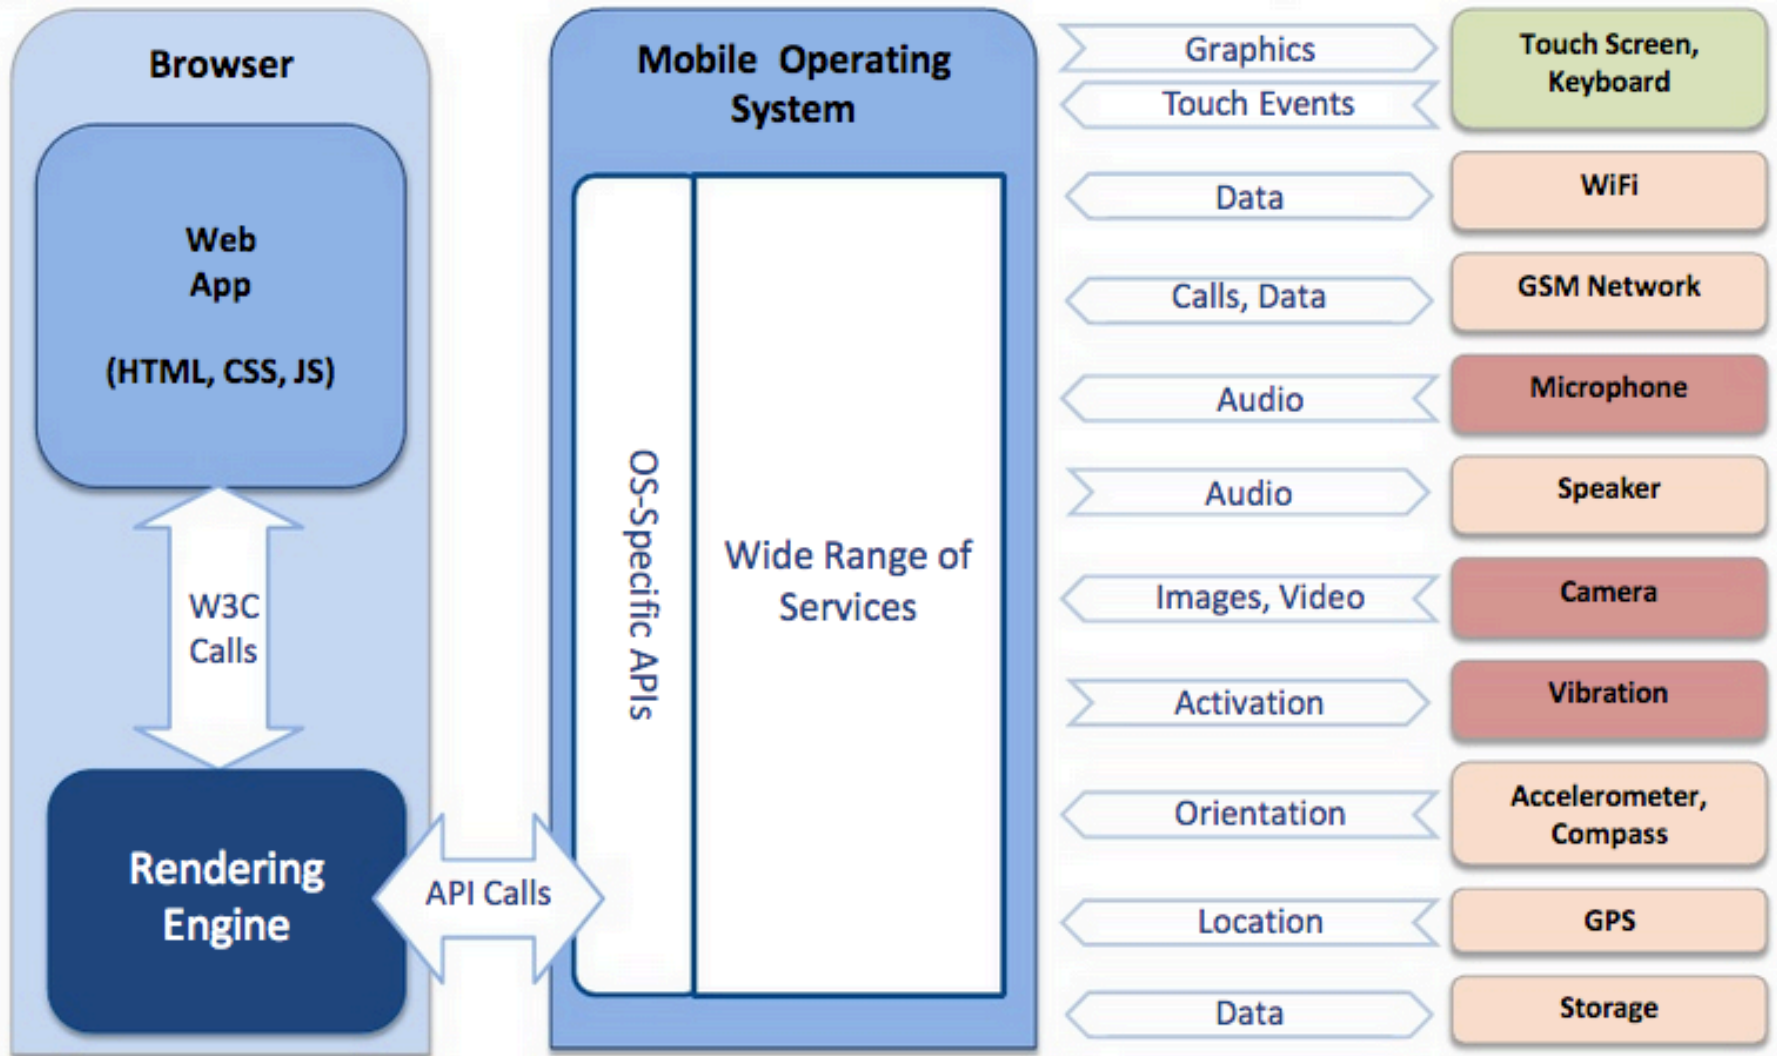 Browser
Web
App
(HTML, CSS, JS)
W3C
Calls
Rendering
Engine
API Calls
Mobile Operating
System
OS-Specific APIs
Wide Range of
Services
Graphics
Touch Events
Touch Screen,
Keyboard
Data
WiFi
Calls, Data
GSM Network
Audio
Microphone
Audio
Speaker
Images, Video
Camera
Activation
Vibration
Orientation
Accelerometer,
Compass
Location
GPS
Data
Storage